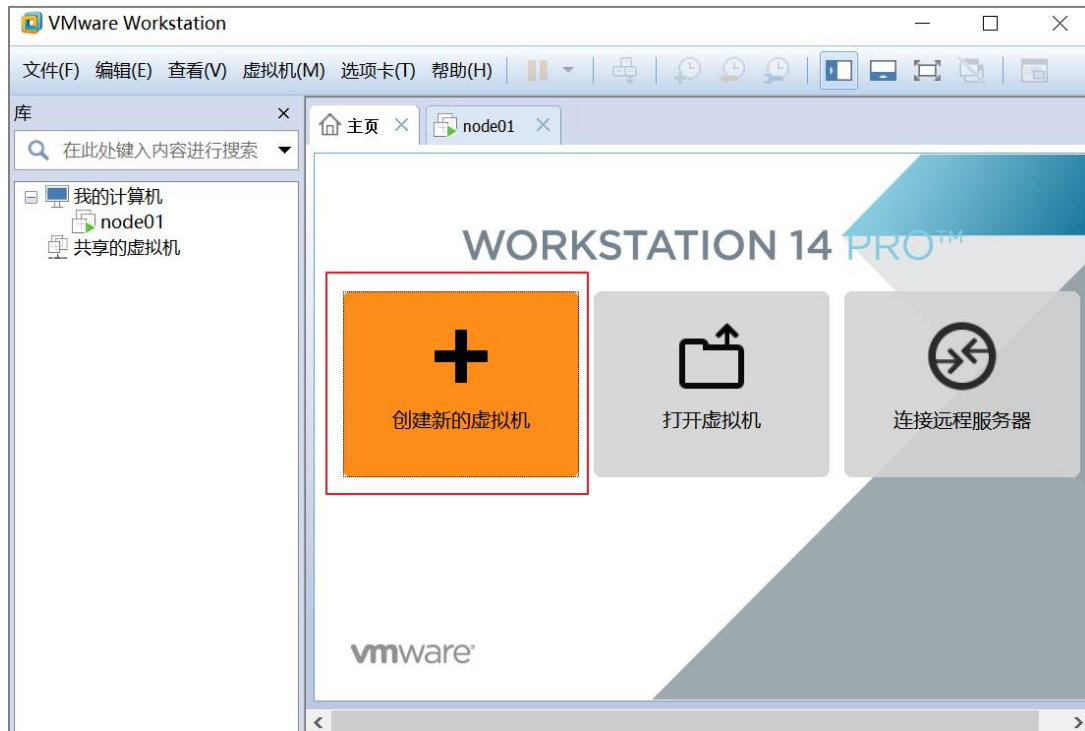 VMware Workstation
文件(F) 编辑(E) 查看(V) 虚拟机(M) 选项卡(T) 帮助(H)
库
在此处键入内容进行搜索
我的计算机
node01
共享的虚拟机
主页
node01
WORKSTATION 14 PRO™
创建新的虚拟机
打开虚拟机
连接远程服务器
vmware®